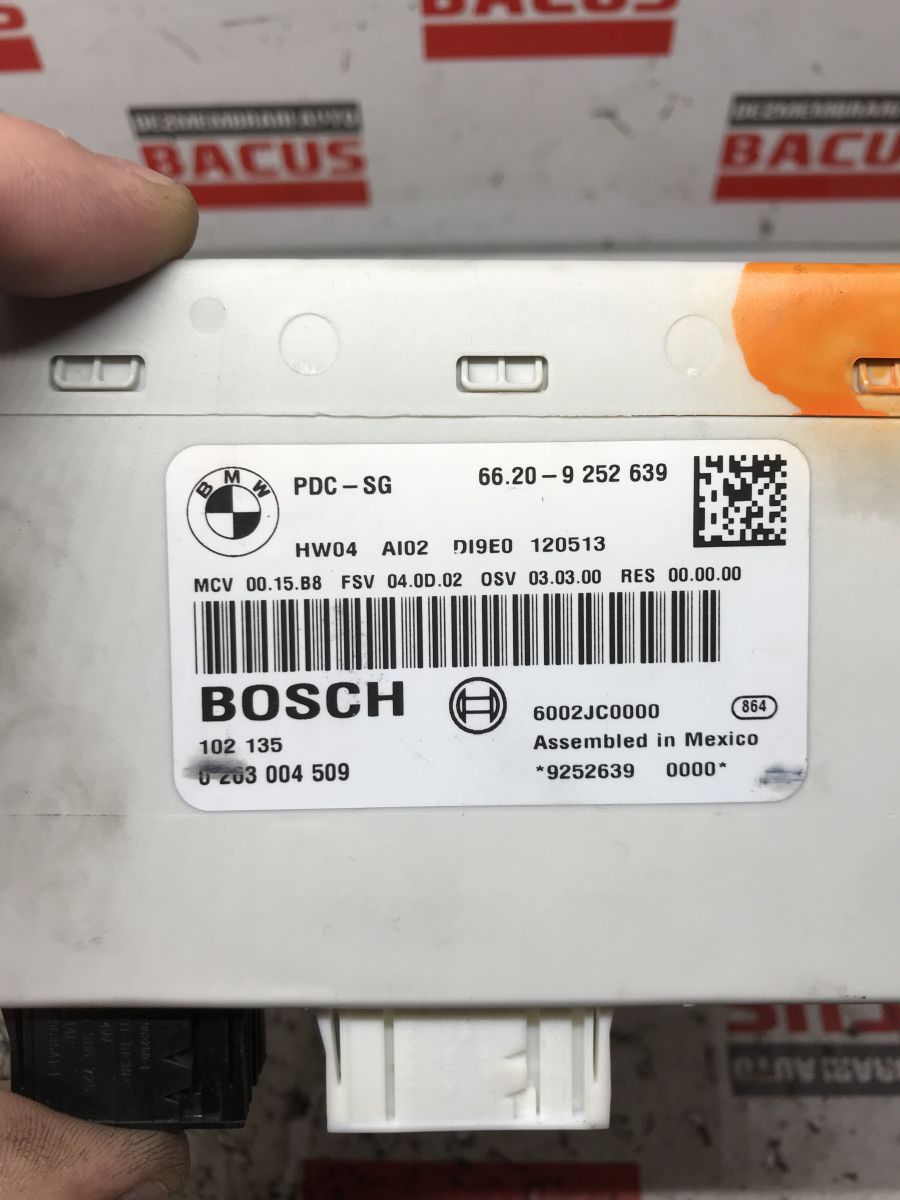 BACUS
DEZMEMBRARI AUTO
BACUS
BACUS
BMW
PDC-SG 66.20-9 252 639
HW04 AI02 DI9E0 120513
MCV 00.15.B8 FSV 04.0D.02 OSV 03.03.00 RES 00.00.00
BOSCH
6002JC0000 864
102 135 Assembled in Mexico
0 263 004 509 *9252639 0000*